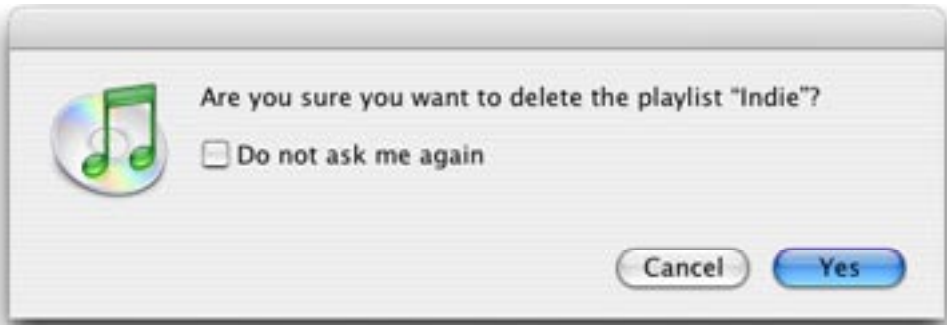 Are you sure you want to delete the playlist “Indie”?
Do not ask me again
Cancel
Yes